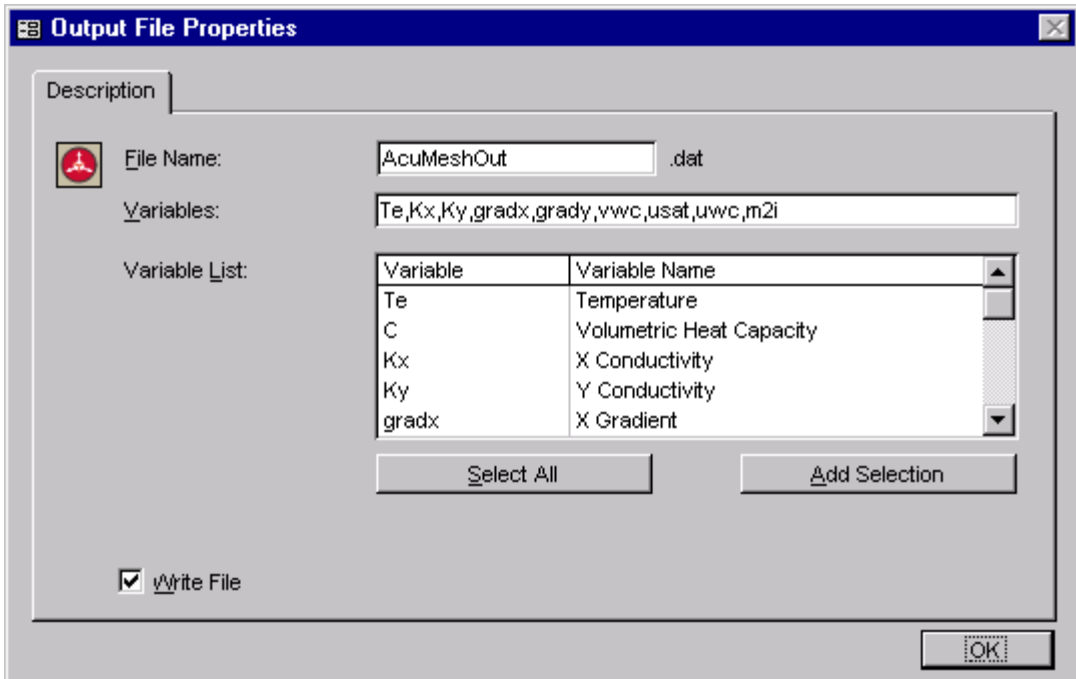 Output File Properties
Description
File Name: AcuMeshOut .dat
Variables: Te,Kx,Ky,gradx,grady,vwc,usat,uwc,m2i
Variable List: Variable Variable Name
Te Temperature
C Volumetric Heat Capacity
Kx X Conductivity
Ky Y Conductivity
gradx X Gradient
Select All Add Selection
Write File
OK